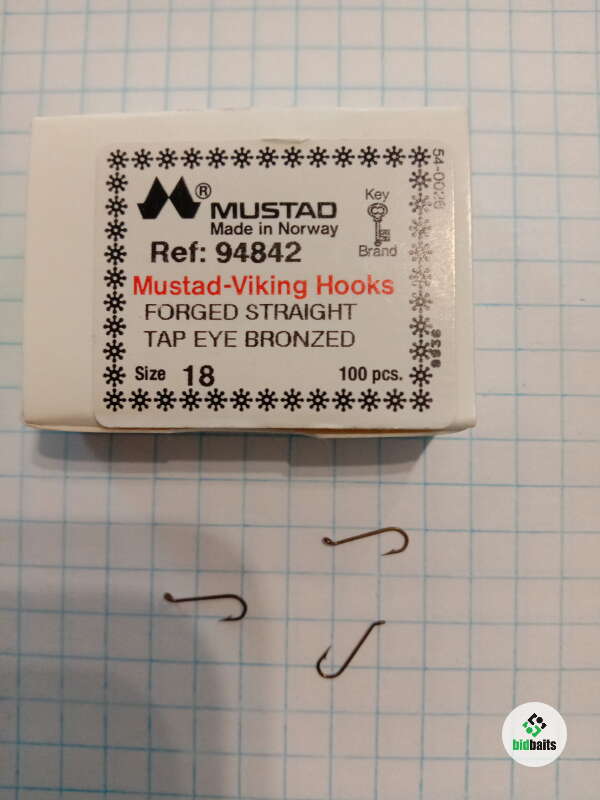 ® MUSTAD
Made in Norway
Key
Brand
Ref: 94842
Mustad-Viking Hooks
FORGED STRAIGHT
TAP EYE BRONZED
Size 18 100 pcs.
bidbaits